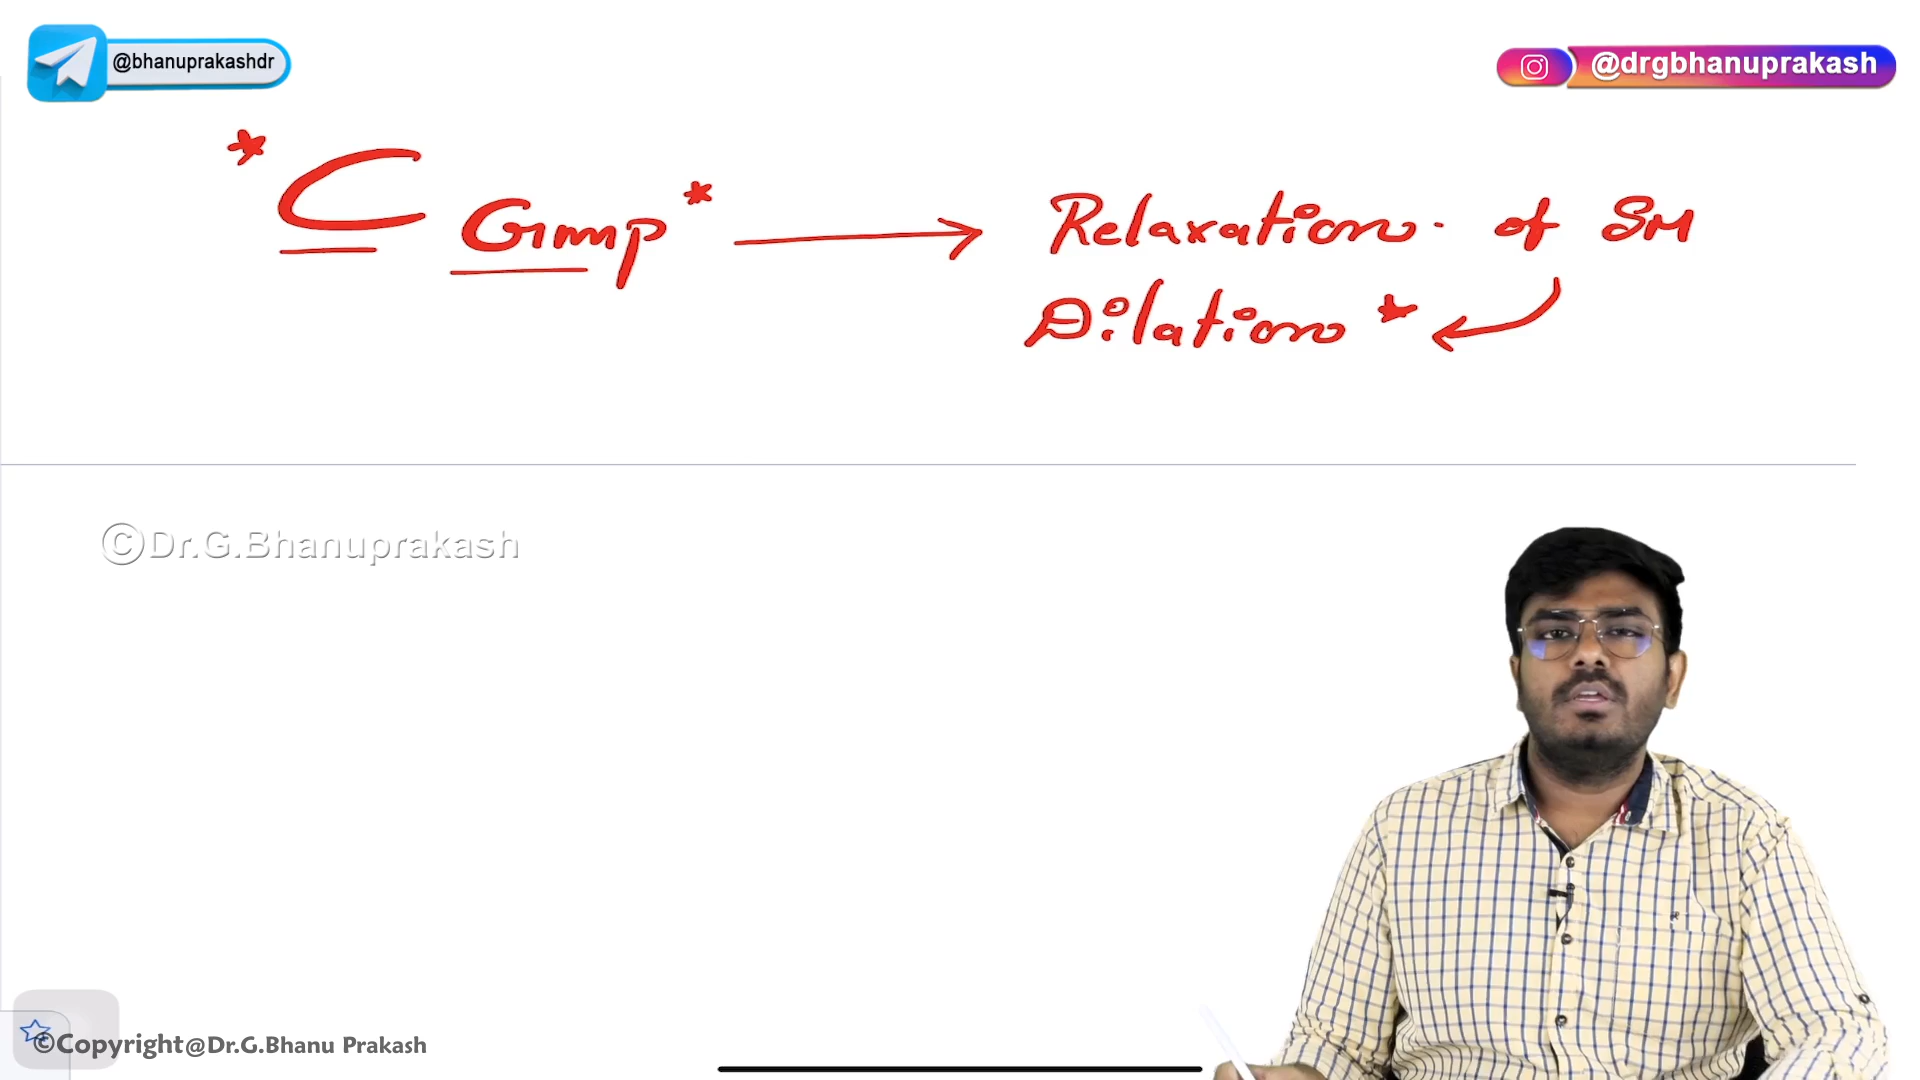 @bhanuprakashdr
@drgbhanuprakash
* C Gmp * → Relaxation of SM
Dilation *
©Dr.G.Bhanuprakash
©Copyright@Dr.G.Bhanu Prakash